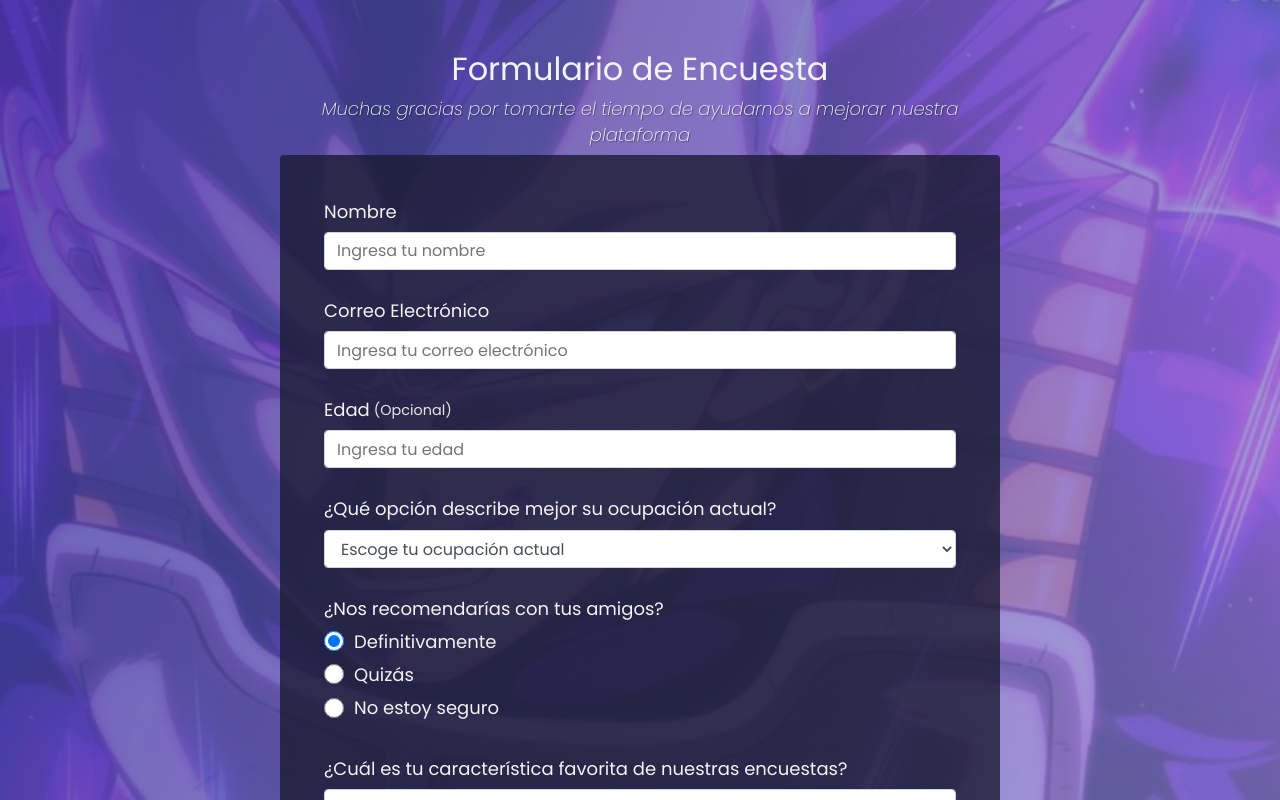 Formulario de Encuesta
Muchas gracias por tomarte el tiempo de ayudarnos a mejorar nuestra
plataforma
Nombre
Ingresa tu nombre
Correo Electrónico
Ingresa tu correo electrónico
Edad (Opcional)
Ingresa tu edad
¿Qué opción describe mejor su ocupación actual?
Escoge tu ocupación actual
¿Nos recomendarías con tus amigos?
Definitivamente
Quizás
No estoy seguro
¿Cuál es tu característica favorita de nuestras encuestas?